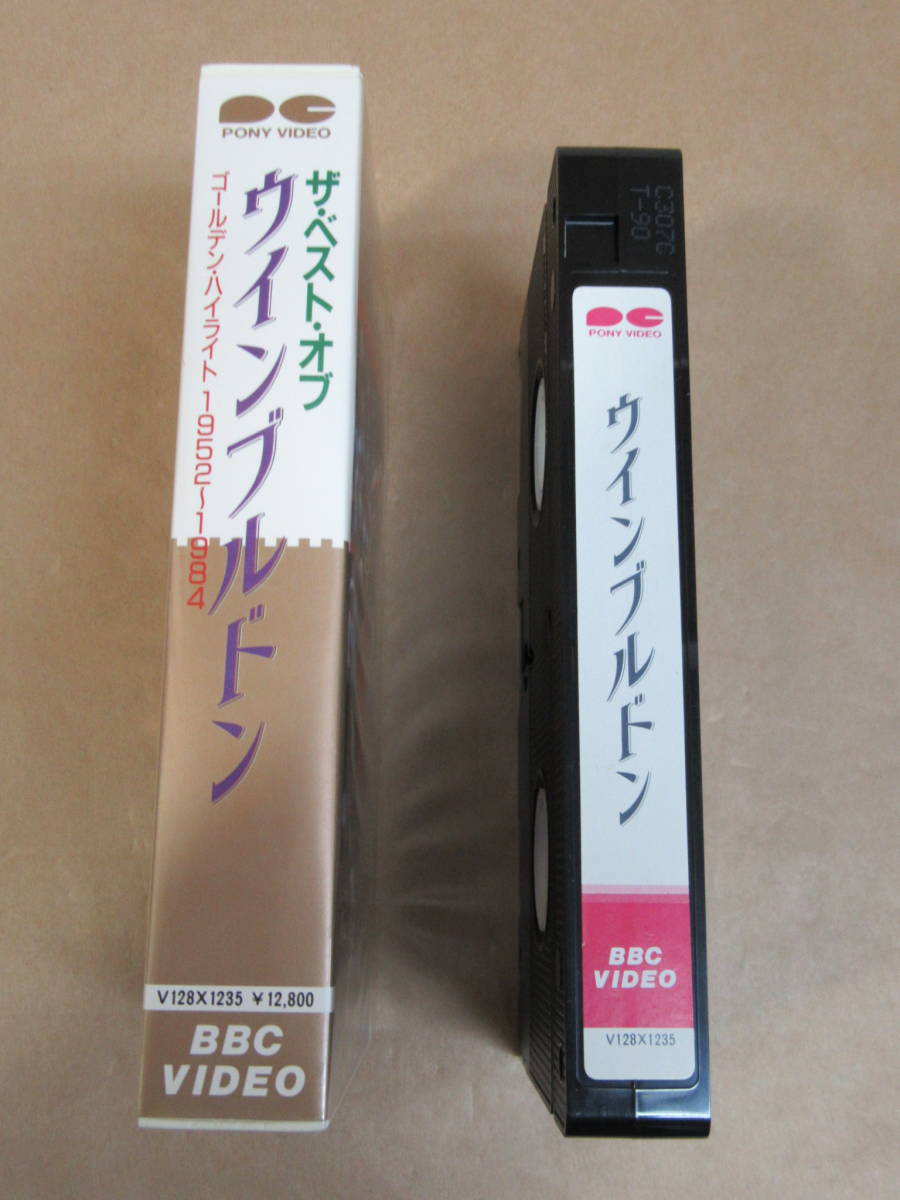 PONY VIDEO
ザ・ベスト・オブ
ウインブルドン
ゴールデン・ハイライト 1952〜1984
V128X1235 ¥12,800
BBC
VIDEO
C307C
T-90
PONY VIDEO
ウインブルドン
BBC
VIDEO
V128X1235